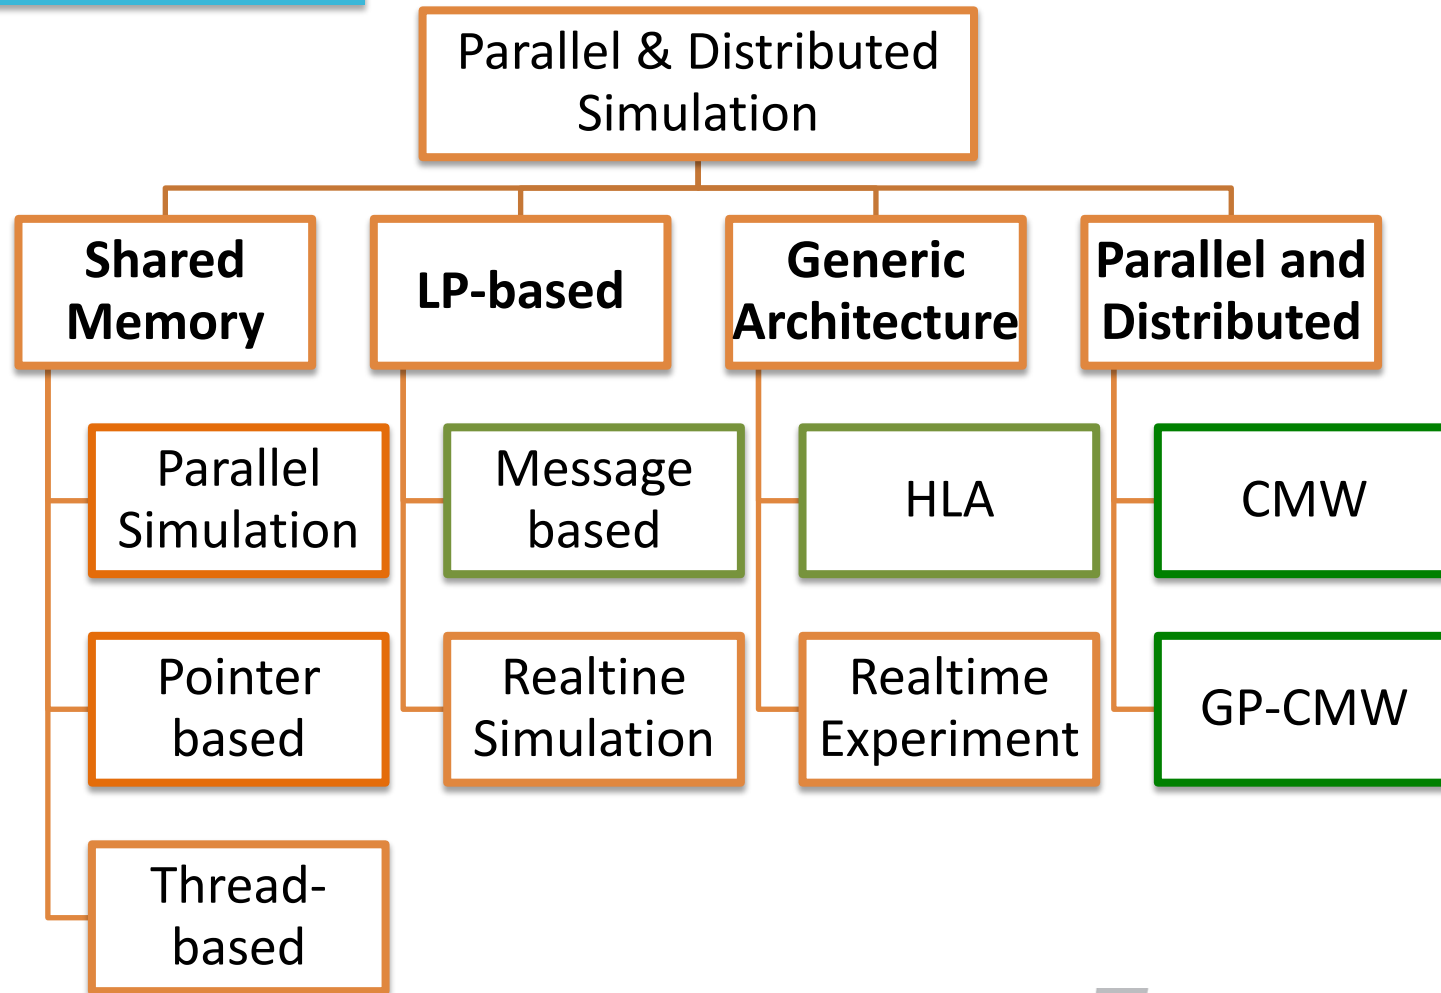 Parallel & Distributed
Simulation
Shared
Memory
LP-based
Generic
Architecture
Parallel and
Distributed
Parallel
Simulation
Message
based
HLA
CMW
Pointer
based
Realtine
Simulation
Realtime
Experiment
GP-CMW
Thread-
based